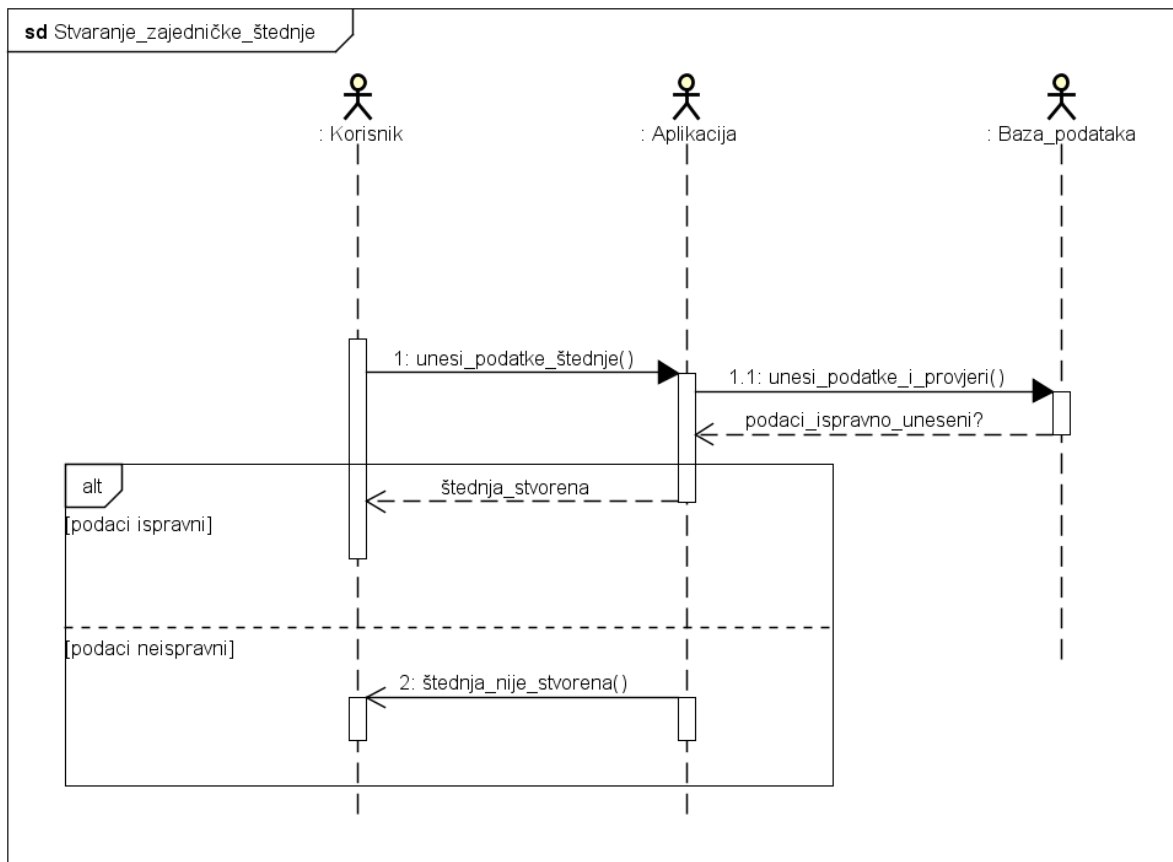 sd Stvaranje_zajedničke_štednje
: Korisnik
: Aplikacija
: Baza_podataka
1: unesi_podatke_štednje()
1.1: unesi_podatke_i_provjeri()
podaci_ispravno_uneseni?
alt
štednja_stvorena
[podaci ispravni]
[podaci neispravni]
2: štednja_nije_stvorena()